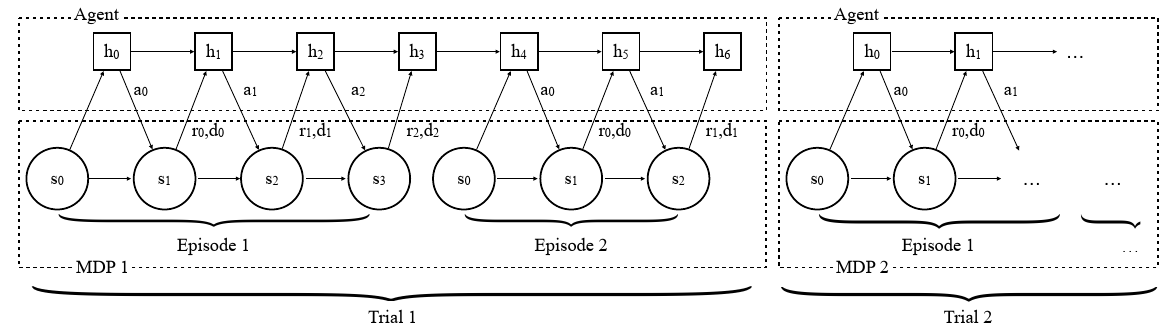 Agent Agent
h₀ h₁ h₂ h₃ h₄ h₅ h₆ h₀ h₁ ...
a₀ a₁ a₂ a₀ a₁ a₀ a₁
r₀,d₀ r₁,d₁ r₂,d₂ r₀,d₀ r₁,d₁ r₀,d₀
s₀ s₁ s₂ s₃ s₀ s₁ s₂ s₀ s₁ ... ...
Episode 1 Episode 2 Episode 1 ...
MDP 1 MDP 2
Trial 1 Trial 2